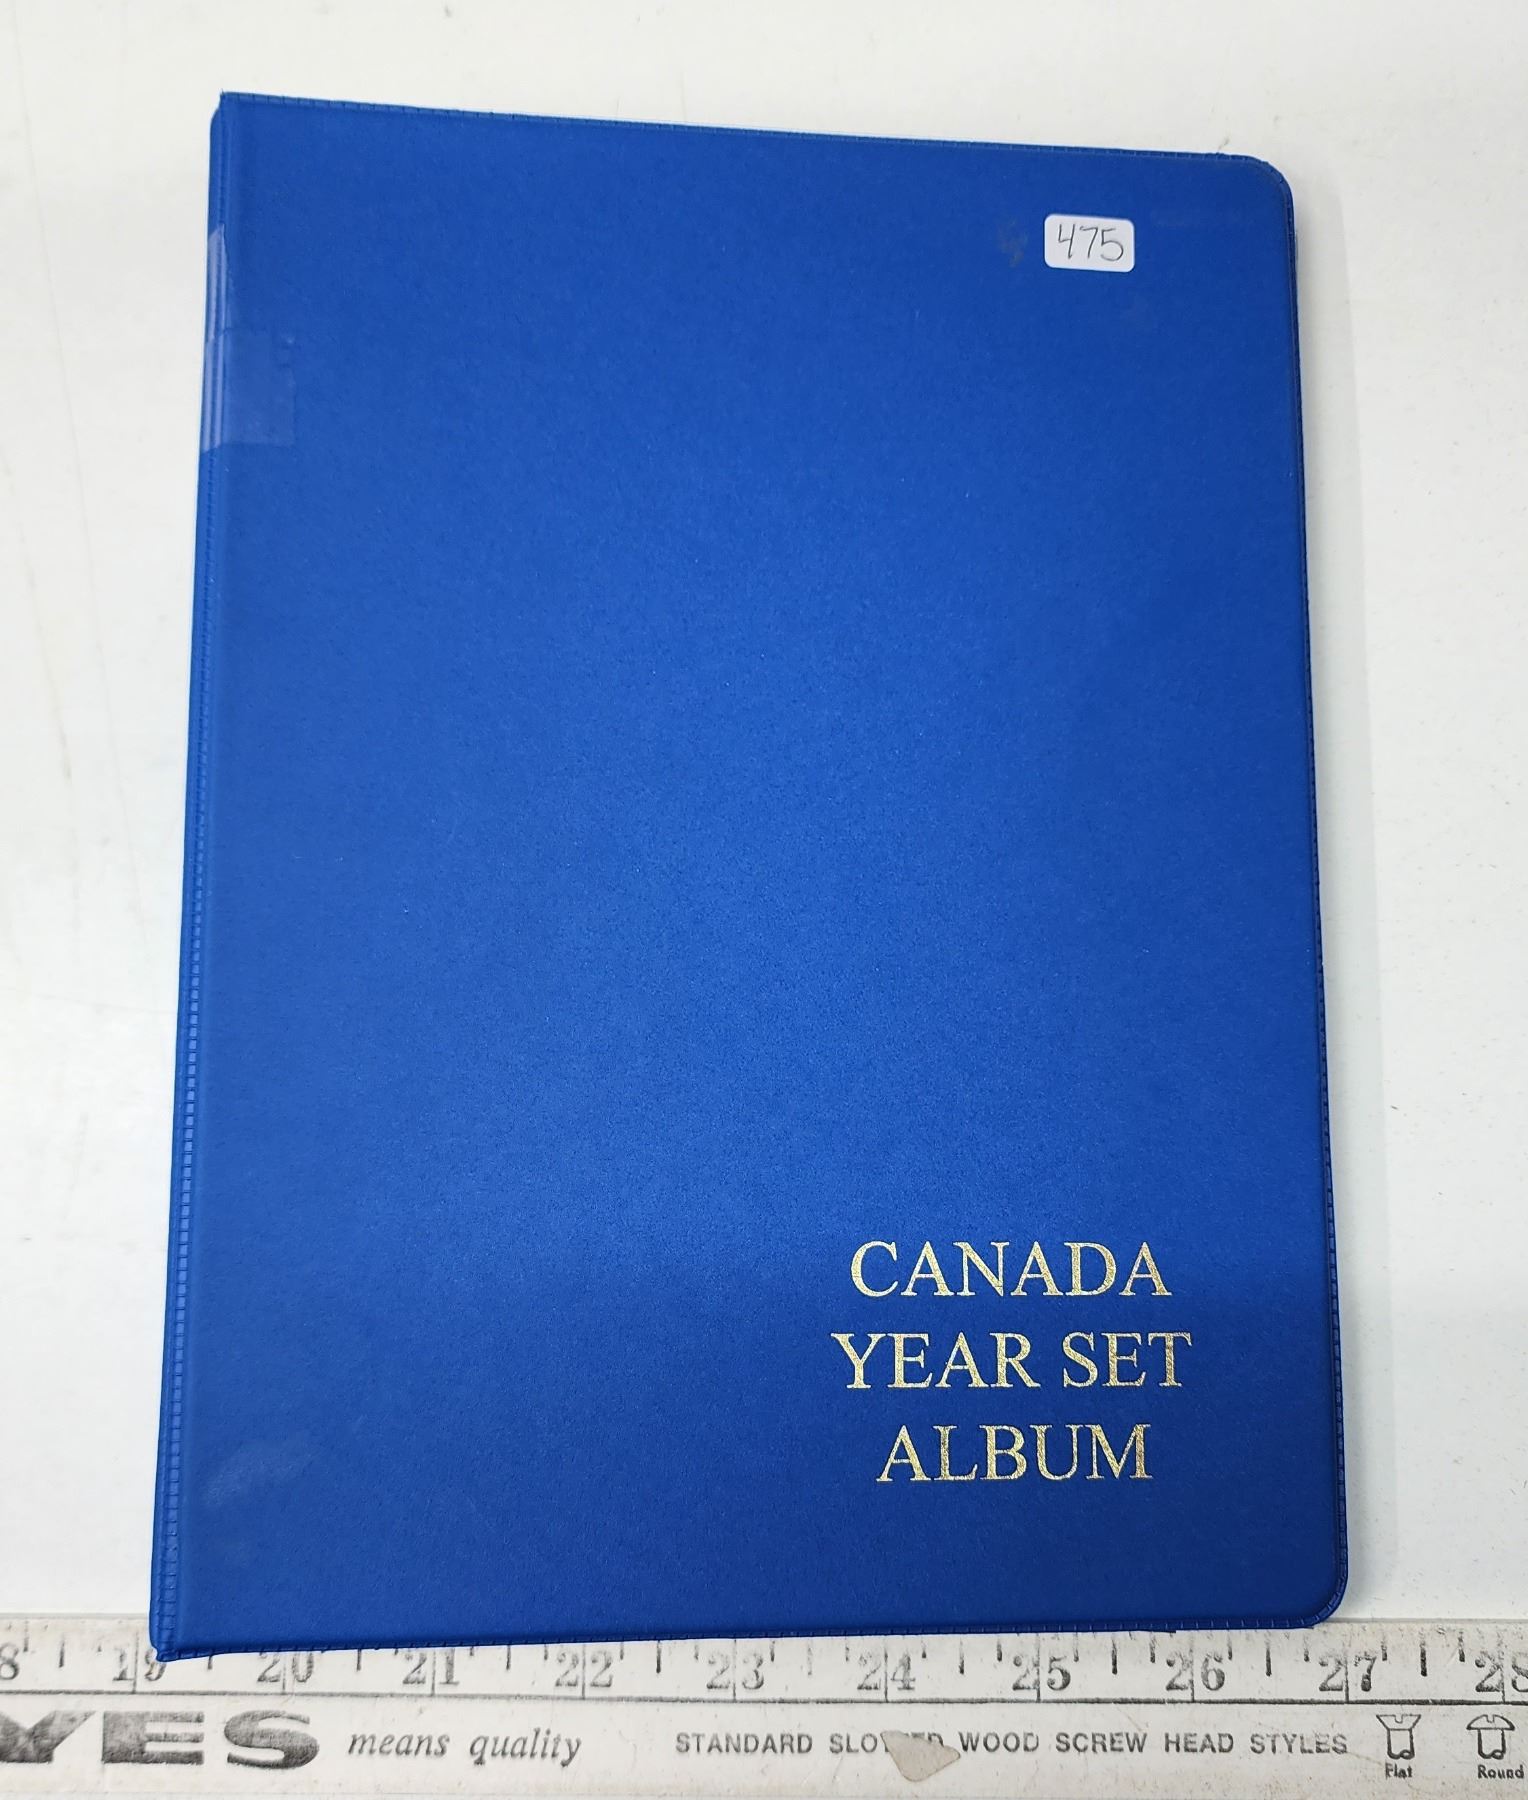 475
CANADA
YEAR SET
ALBUM
19 20 21 22 23 24 25 26 27 28
YES means quality STANDARD WOOD SCREW HEAD STYLES
Flat Round